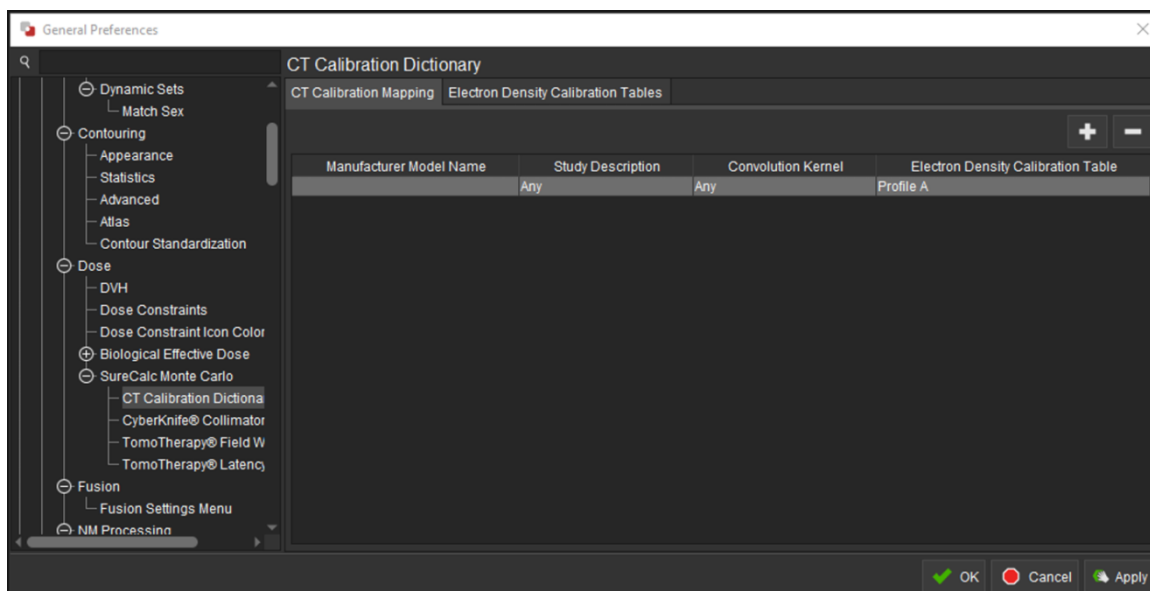 General Preferences
CT Calibration Dictionary
CT Calibration Mapping Electron Density Calibration Tables
Manufacturer Model Name Study Description Convolution Kernel Electron Density Calibration Table
Any Any Profile A
Dynamic Sets
Match Sex
Contouring
Appearance
Statistics
Advanced
Atlas
Contour Standardization
Dose
DVH
Dose Constraints
Dose Constraint Icon Color
Biological Effective Dose
SureCalc Monte Carlo
CT Calibration Dictiona
CyberKnife® Collimator
TomoTherapy® Field W
TomoTherapy® Latency
Fusion
Fusion Settings Menu
NM Processing
OK Cancel Apply